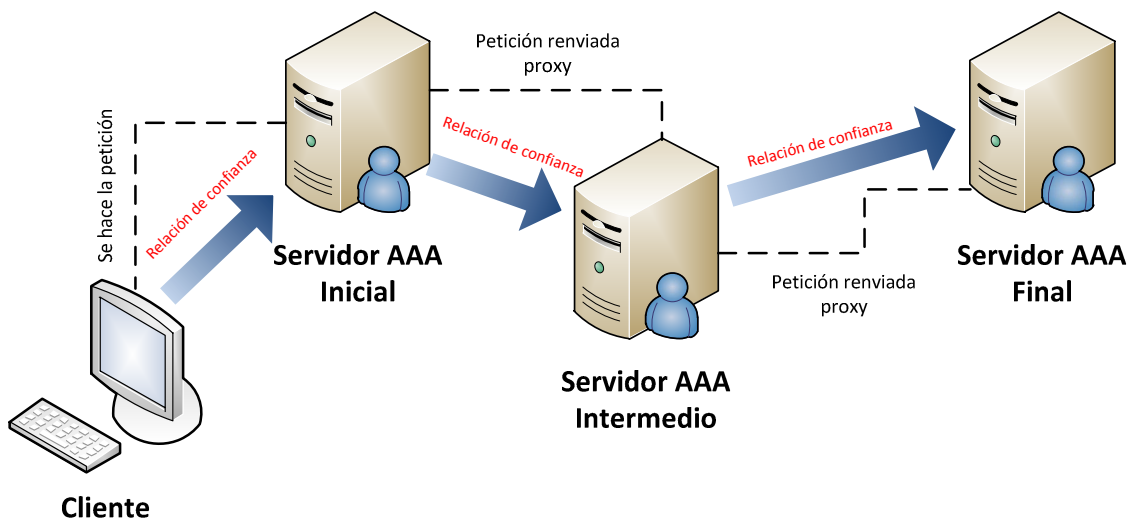 Petición renviada
proxy
Se hace la petición
Relación de confianza
Relación de confianza
Relación de confianza
Servidor AAA
Inicial
Servidor AAA
Final
Petición renviada
proxy
Servidor AAA
Intermedio
Cliente